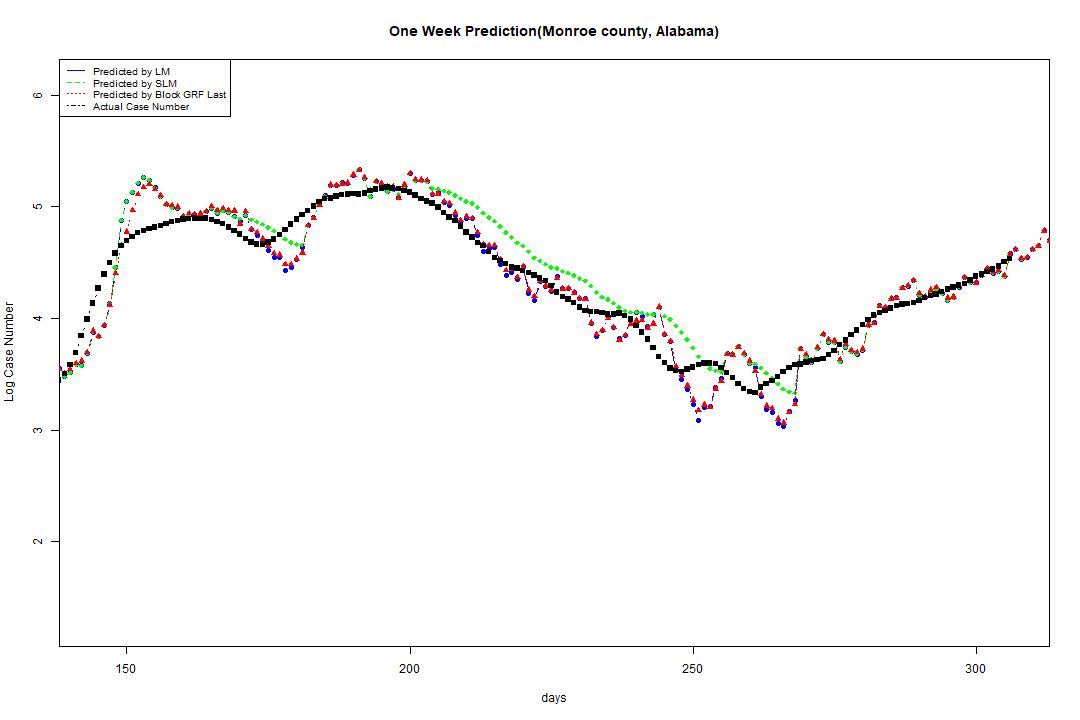 One Week Prediction(Monroe county, Alabama)
Predicted by LM
Predicted by SLM
Predicted by Block GRF Last
Actual Case Number
6
5
4
3
2
Log Case Number
150
200
250
300
days